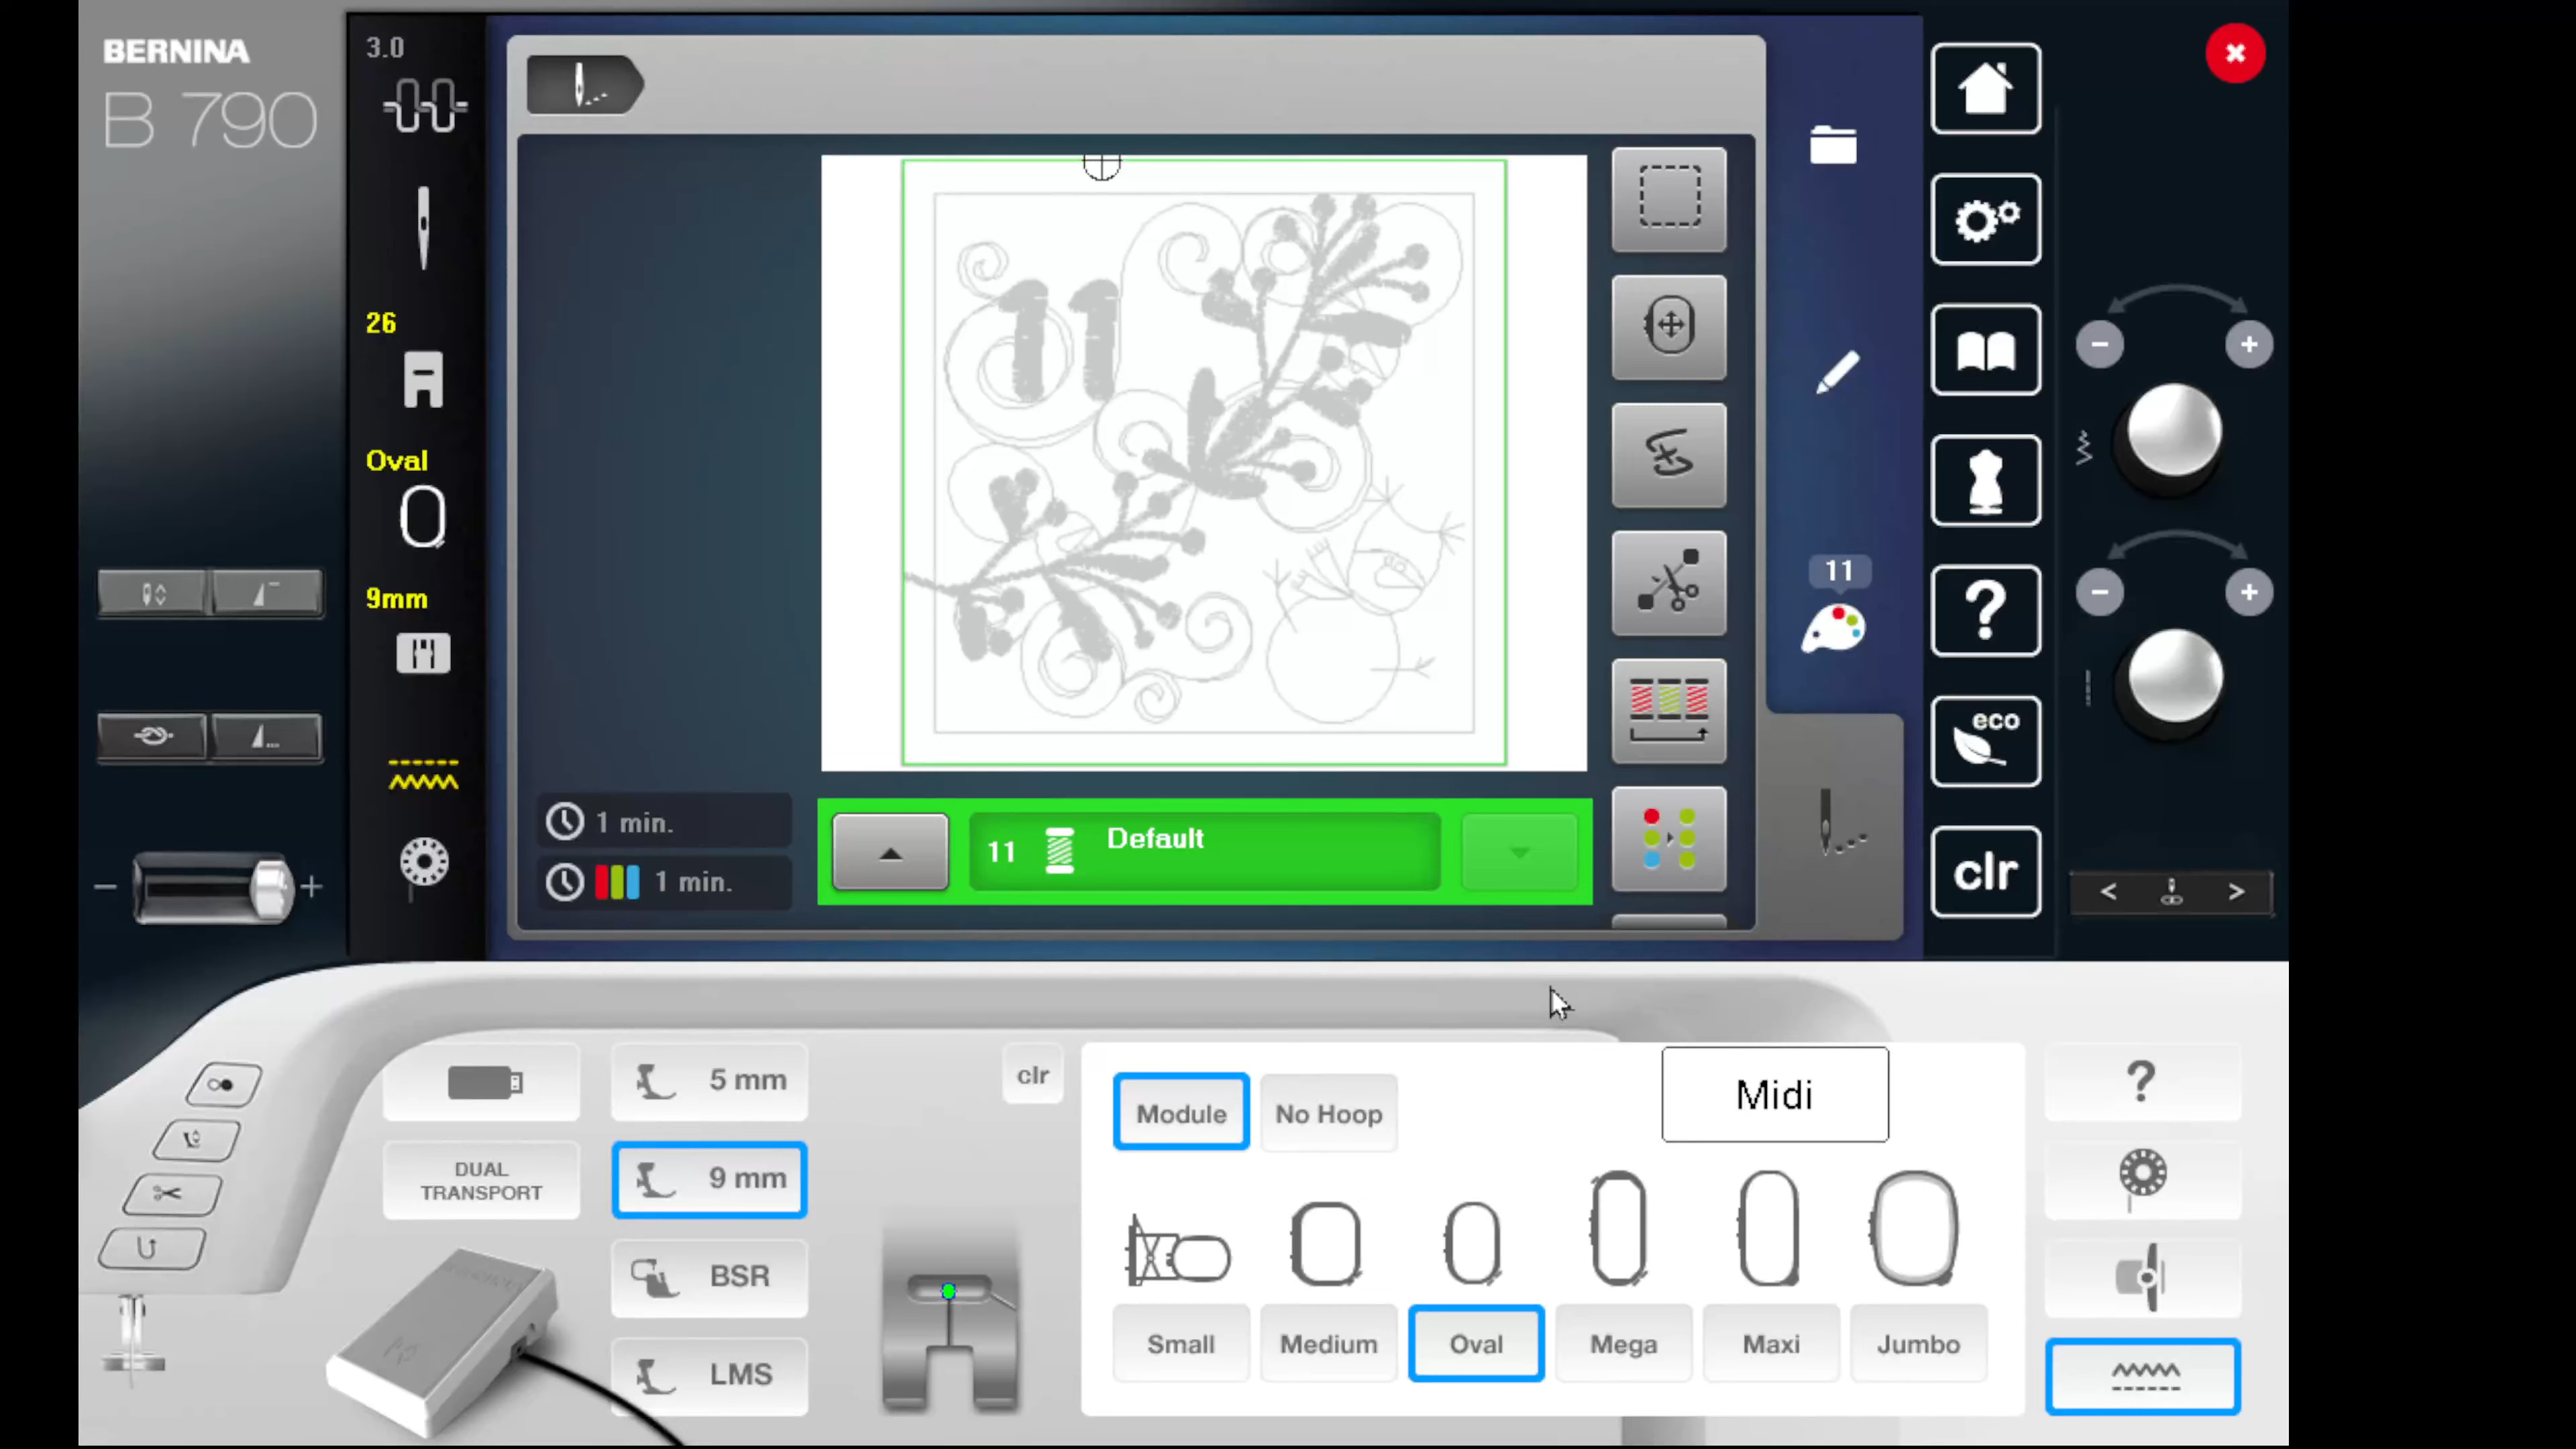 BERNINA
B 790
3.0
26
Oval
9mm
11
11
1 min.
1 min.
11 Default
eco
clr
DUAL
TRANSPORT
5 mm
9 mm
BSR
LMS
clr
Module
No Hoop
Midi
Small
Medium
Oval
Mega
Maxi
Jumbo